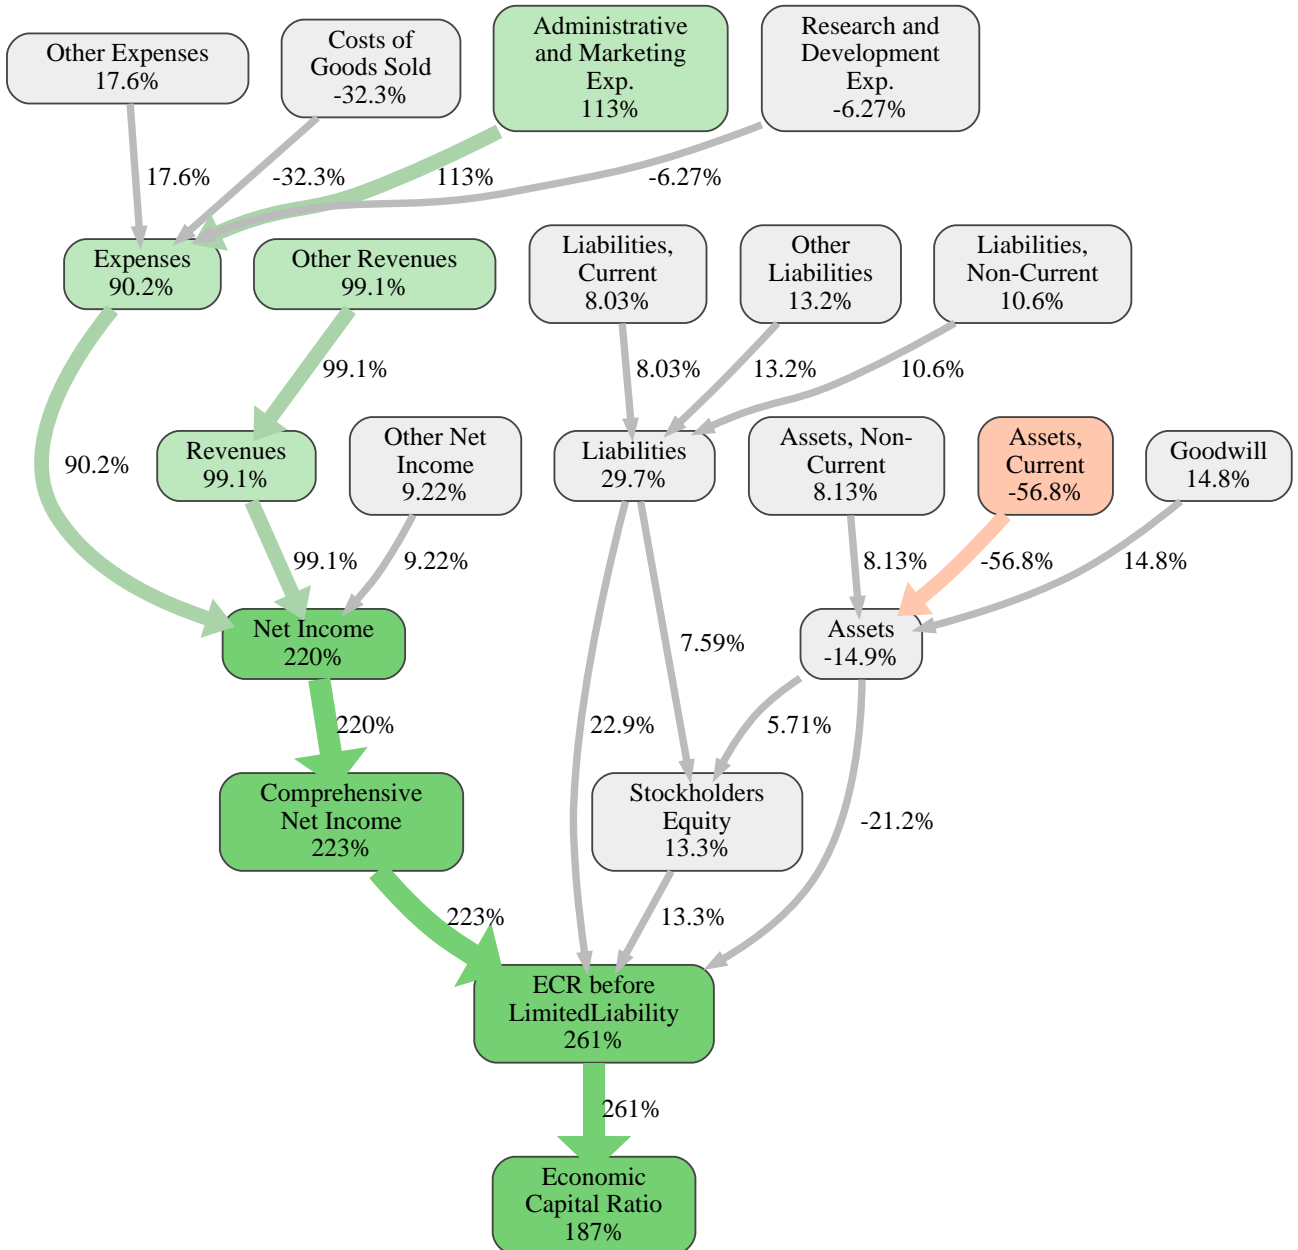 Other Expenses
17.6%
Costs of
Goods Sold
-32.3%
Administrative
and Marketing
Exp.
113%
Research and
Development
Exp.
-6.27%
17.6%
-32.3%
113%
-6.27%
Expenses
90.2%
Other Revenues
99.1%
Liabilities,
Current
8.03%
Other
Liabilities
13.2%
Liabilities,
Non-Current
10.6%
99.1%
8.03%
13.2%
10.6%
90.2%
Revenues
99.1%
Other Net
Income
9.22%
Liabilities
29.7%
Assets, Non-
Current
8.13%
Assets,
Current
-56.8%
Goodwill
14.8%
99.1%
9.22%
8.13%
-56.8%
14.8%
Net Income
220%
7.59%
Assets
-14.9%
220%
22.9%
5.71%
Comprehensive
Net Income
223%
Stockholders
Equity
13.3%
-21.2%
223%
13.3%
ECR before
LimitedLiability
261%
261%
Economic
Capital Ratio
187%